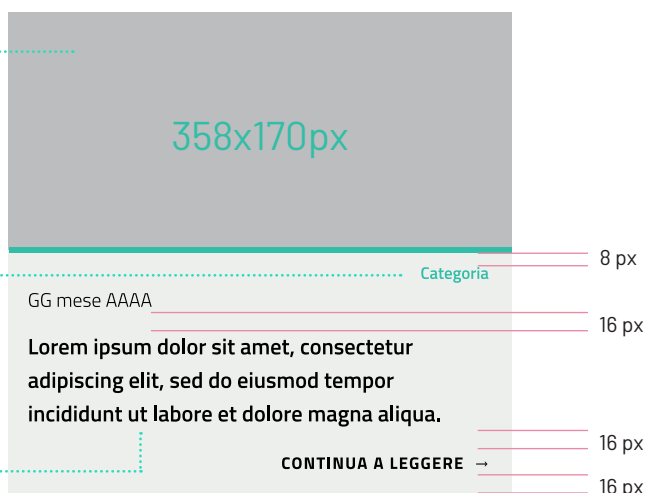 358x170px
8 px
Categoria
GG mese AAAA
16 px
Lorem ipsum dolor sit amet, consectetur
adipiscing elit, sed do eiusmod tempor
incididunt ut labore et dolore magna aliqua.
16 px
CONTINUA A LEGGERE →
16 px